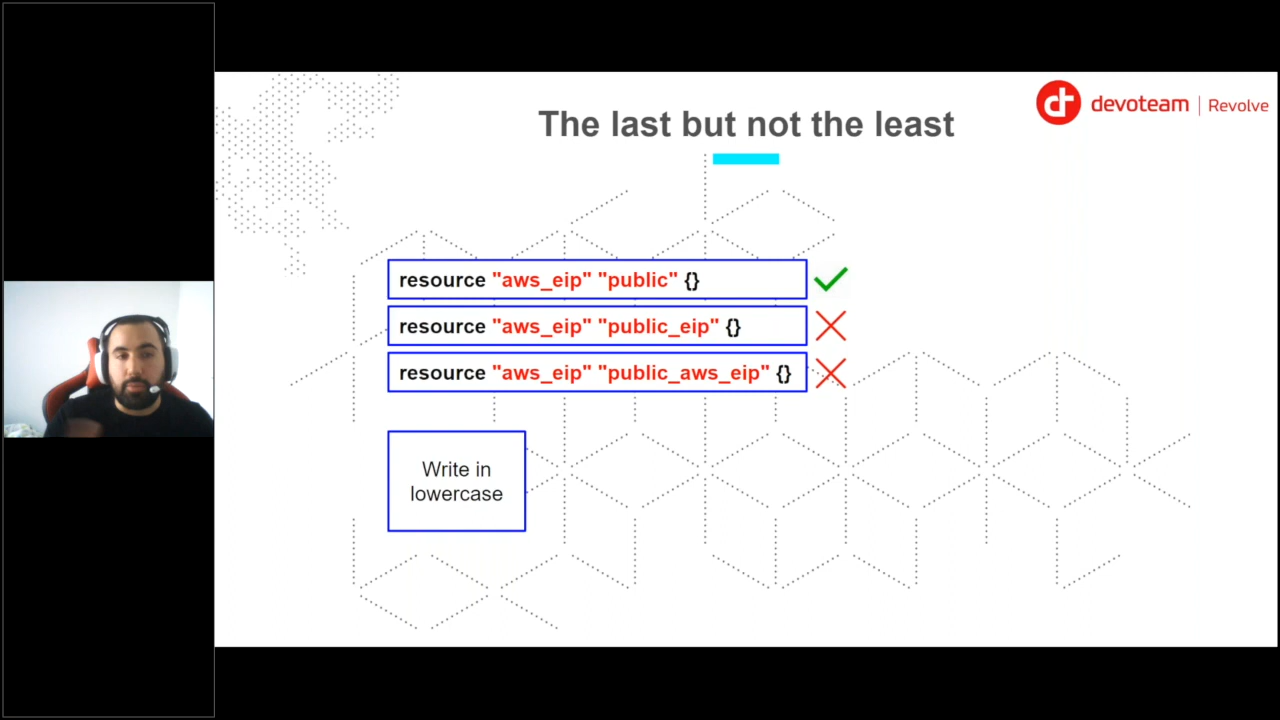 The last but not the least
devoteam | Revolve
resource "aws_eip" "public" {}
resource "aws_eip" "public_eip" {}
resource "aws_eip" "public_aws_eip" {}
Write in
lowercase